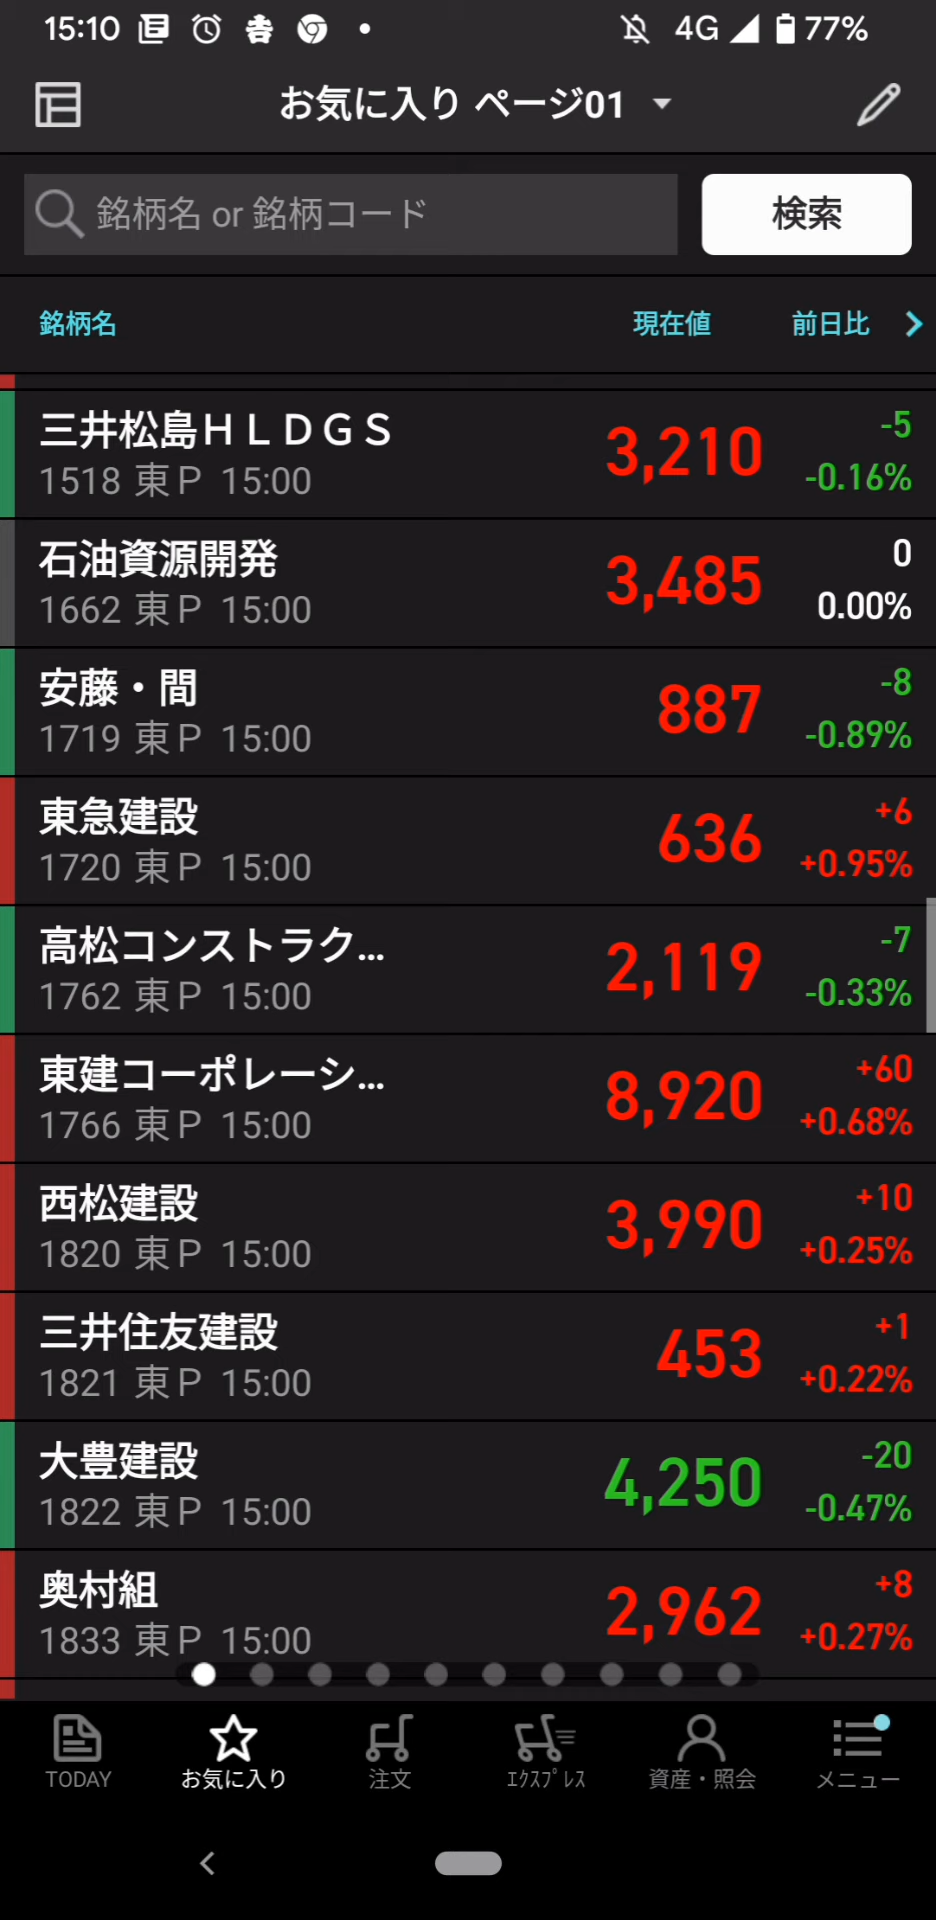 15:10 4G 77%
お気に入り ページ01
銘柄名 or 銘柄コード 検索
銘柄名 現在値 前日比
三井松島ＨＬＤＧＳ 3,210 -5
1518 東Ｐ 15:00 -0.16%
石油資源開発 3,485 0
1662 東Ｐ 15:00 0.00%
安藤・間 887 -8
1719 東Ｐ 15:00 -0.89%
東急建設 636 +6
1720 東Ｐ 15:00 +0.95%
高松コンストラク... 2,119 -7
1762 東Ｐ 15:00 -0.33%
東建コーポレーシ... 8,920 +60
1766 東Ｐ 15:00 +0.68%
西松建設 3,990 +10
1820 東Ｐ 15:00 +0.25%
三井住友建設 453 +1
1821 東Ｐ 15:00 +0.22%
大豊建設 4,250 -20
1822 東Ｐ 15:00 -0.47%
奥村組 2,962 +8
1833 東Ｐ 15:00 +0.27%
TODAY お気に入り 注文 ｴｸｽﾌﾟﾚｽ 資産・照会 メニュー